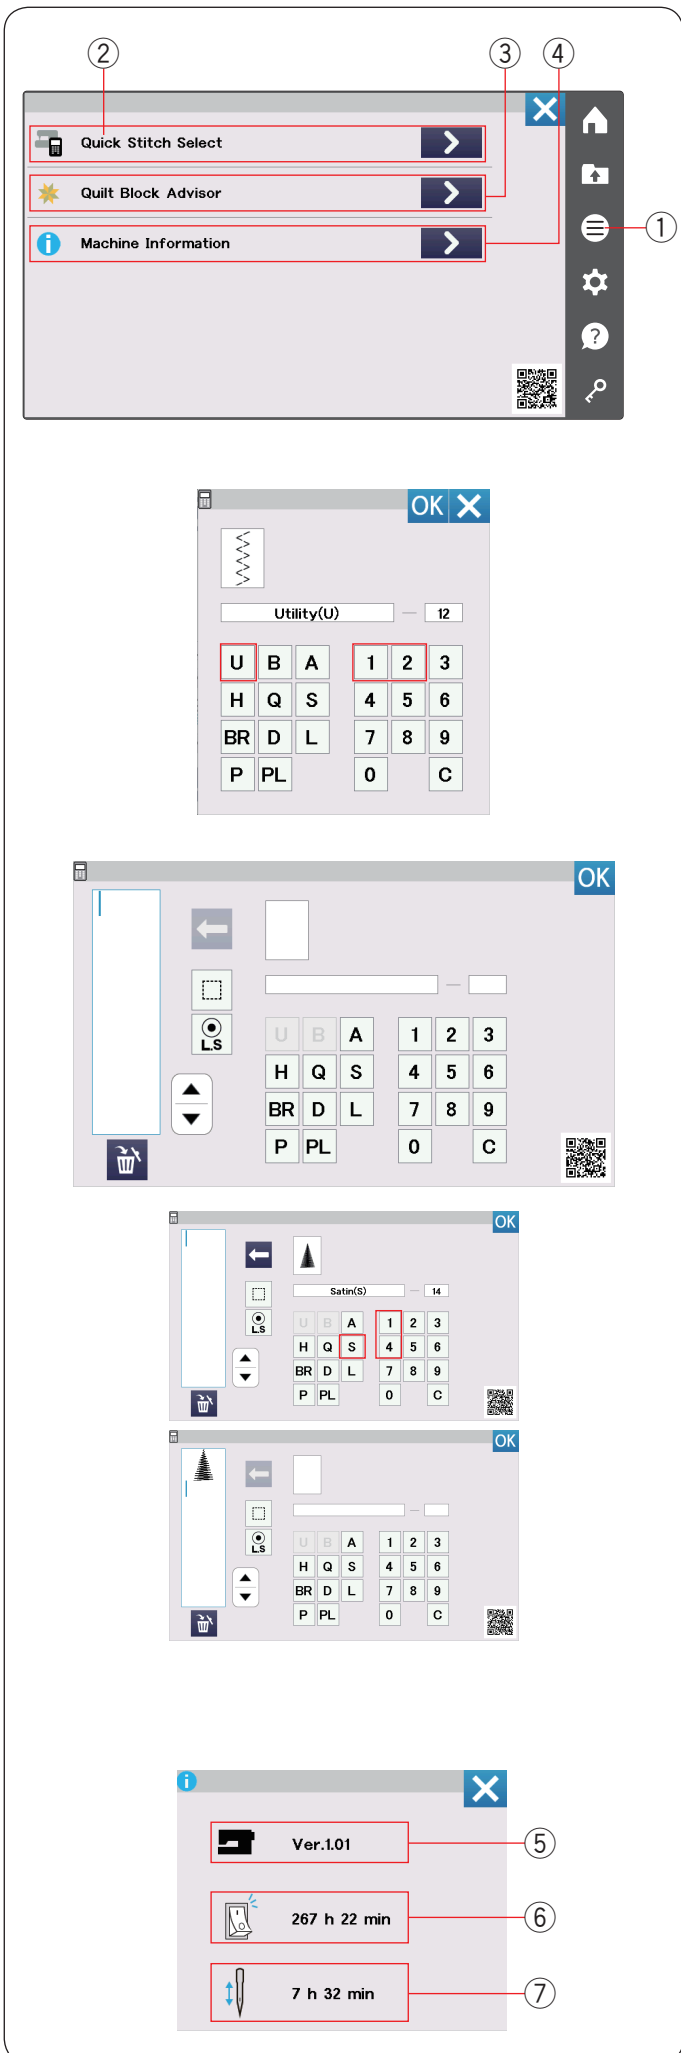 ② ③ ④
Quick Stitch Select
Quilt Block Advisor
Machine Information
①
?
OK
Utility(U) — 12
U B A 1 2 3
H Q S 4 5 6
BR D L 7 8 9
P PL 0 C
OK
L.S
U B A 1 2 3
H Q S 4 5 6
BR D L 7 8 9
P PL 0 C
OK
Satin(S) — 14
L.S
U B A 1 2 3
H Q S 4 5 6
BR D L 7 8 9
P PL 0 C
OK
L.S
U B A 1 2 3
H Q S 4 5 6
BR D L 7 8 9
P PL 0 C
i
Ver.1.01 ⑤
267 h 22 min ⑥
7 h 32 min ⑦